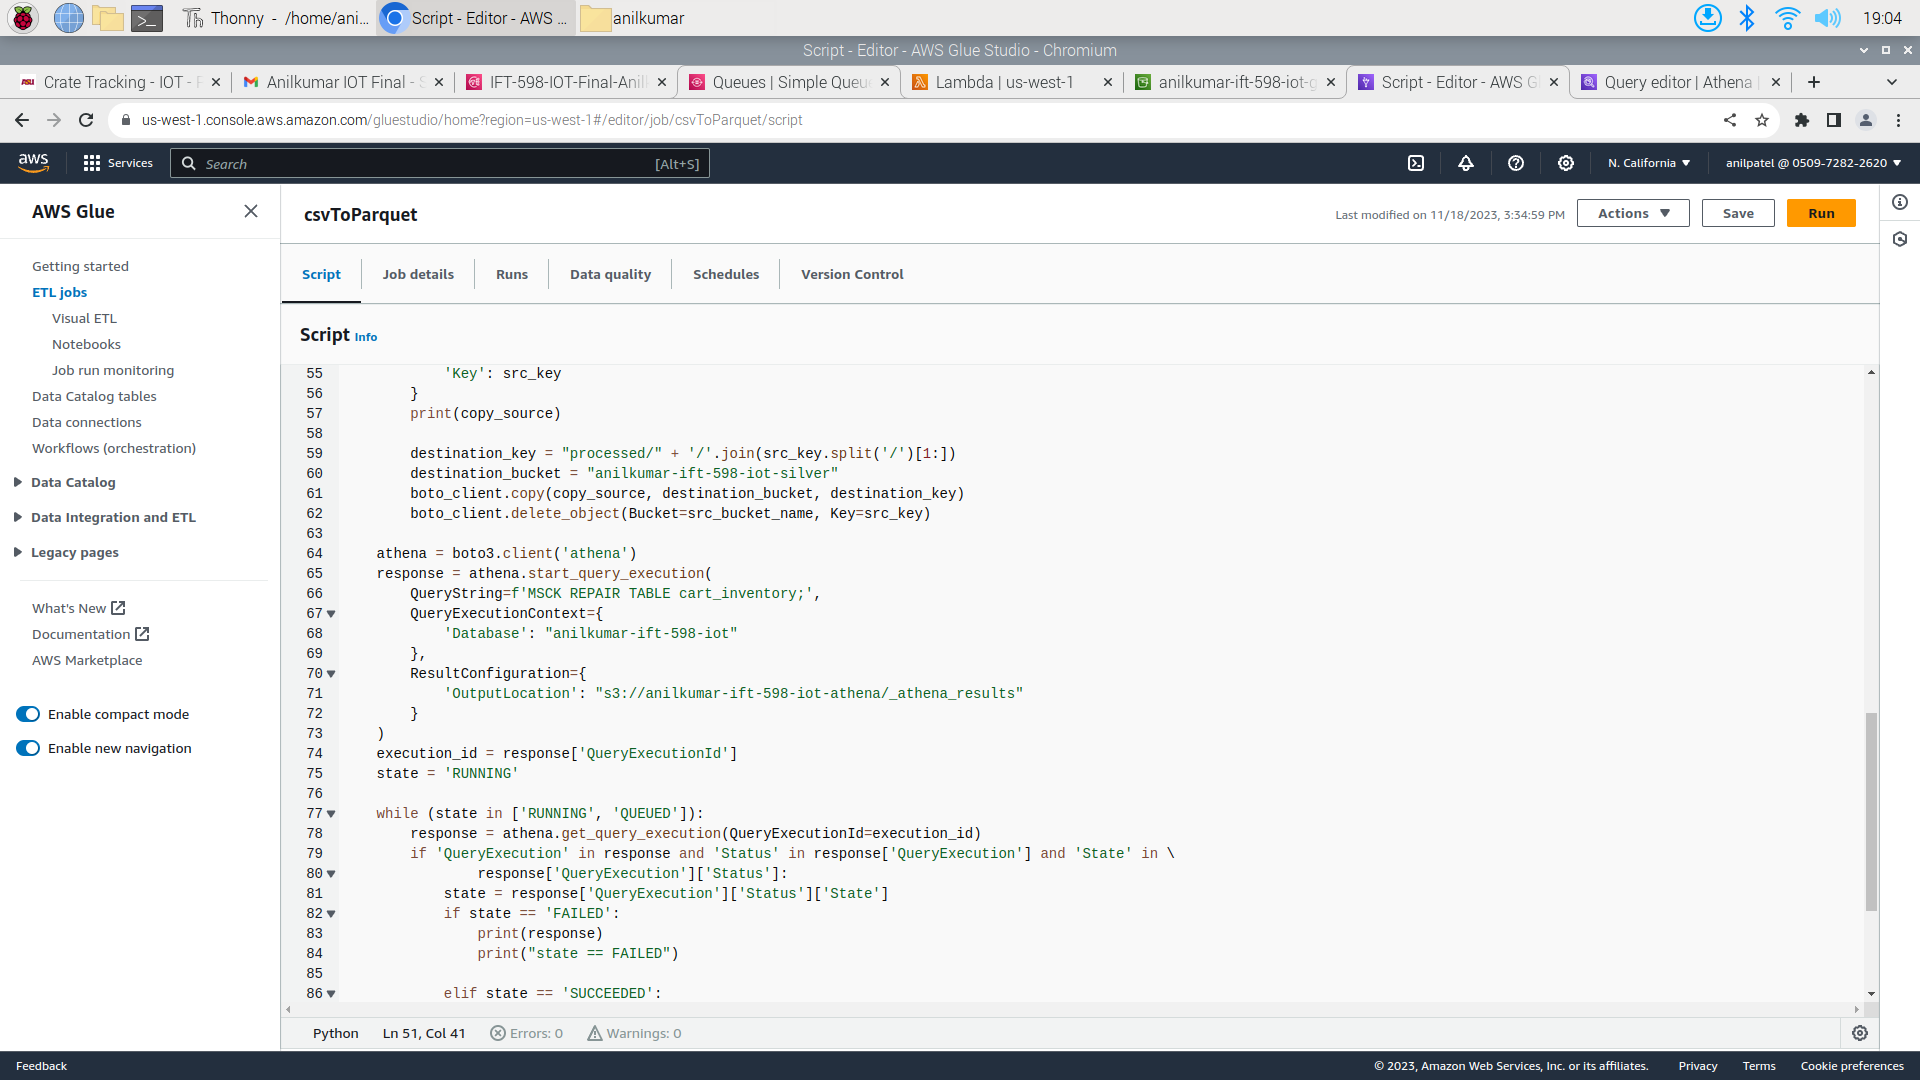 Thonny - /home/ani...
Script - Editor - AWS ...
anilkumar
19:04
Script - Editor - AWS Glue Studio - Chromium
Crate Tracking - IOT -
Anilkumar IOT Final -
IFT-598-IOT-Final-Anil
Queues | Simple Queu
Lambda | us-west-1
anilkumar-ift-598-iot-g
Script - Editor - AWS G
Query editor | Athena |
us-west-1.console.aws.amazon.com/gluestudio/home?region=us-west-1#/editor/job/csvToParquet/script
aws
Services
Search
[Alt+S]
N. California
anilpatel @ 0509-7282-2620
AWS Glue
Getting started
ETL jobs
Visual ETL
Notebooks
Job run monitoring
Data Catalog tables
Data connections
Workflows (orchestration)
Data Catalog
Data Integration and ETL
Legacy pages
What's New
Documentation
AWS Marketplace
Enable compact mode
Enable new navigation
csvToParquet
Last modified on 11/18/2023, 3:34:59 PM
Actions
Save
Run
Script
Job details
Runs
Data quality
Schedules
Version Control
Script Info
55 'Key': src_key
56 }
57 print(copy_source)
58
59 destination_key = "processed/" + '/'.join(src_key.split('/')[1:])
60 destination_bucket = "anilkumar-ift-598-iot-silver"
61 boto_client.copy(copy_source, destination_bucket, destination_key)
62 boto_client.delete_object(Bucket=src_bucket_name, Key=src_key)
63
64 athena = boto3.client('athena')
65 response = athena.start_query_execution(
66 QueryString=f'MSCK REPAIR TABLE cart_inventory;',
67 QueryExecutionContext={
68 'Database': "anilkumar-ift-598-iot"
69 },
70 ResultConfiguration={
71 'OutputLocation': "s3://anilkumar-ift-598-iot-athena/_athena_results"
72 }
73 )
74 execution_id = response['QueryExecutionId']
75 state = 'RUNNING'
76
77 while (state in ['RUNNING', 'QUEUED']):
78 response = athena.get_query_execution(QueryExecutionId=execution_id)
79 if 'QueryExecution' in response and 'Status' in response['QueryExecution'] and 'State' in \
80 response['QueryExecution']['Status']:
81 state = response['QueryExecution']['Status']['State']
82 if state == 'FAILED':
83 print(response)
84 print("state == FAILED")
85
86 elif state == 'SUCCEEDED':
Python
Ln 51, Col 41
Errors: 0
Warnings: 0
Feedback
© 2023, Amazon Web Services, Inc. or its affiliates.
Privacy
Terms
Cookie preferences